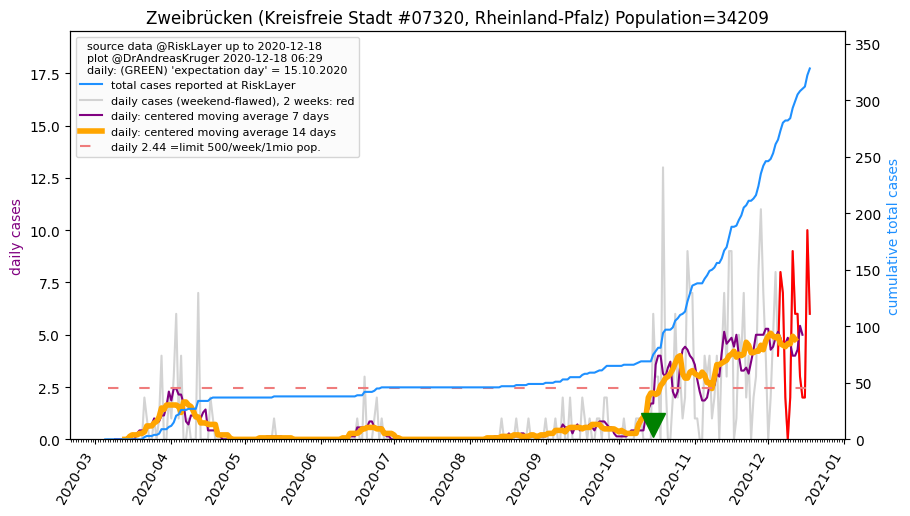 Zweibrücken (Kreisfreie Stadt #07320, Rheinland-Pfalz) Population=34209
source data @RiskLayer up to 2020-12-18
plot @DrAndreasKruger 2020-12-18 06:29
daily: (GREEN) 'expectation day' = 15.10.2020
total cases reported at RiskLayer
daily cases (weekend-flawed), 2 weeks: red
daily: centered moving average 7 days
daily: centered moving average 14 days
daily 2.44 =limit 500/week/1mio pop.
daily cases
17.5
15.0
12.5
10.0
7.5
5.0
2.5
0.0
350
300
250
200
150
100
50
0
cumulative total cases
2020-03
2020-04
2020-05
2020-06
2020-07
2020-08
2020-09
2020-10
2020-11
2020-12
2021-01